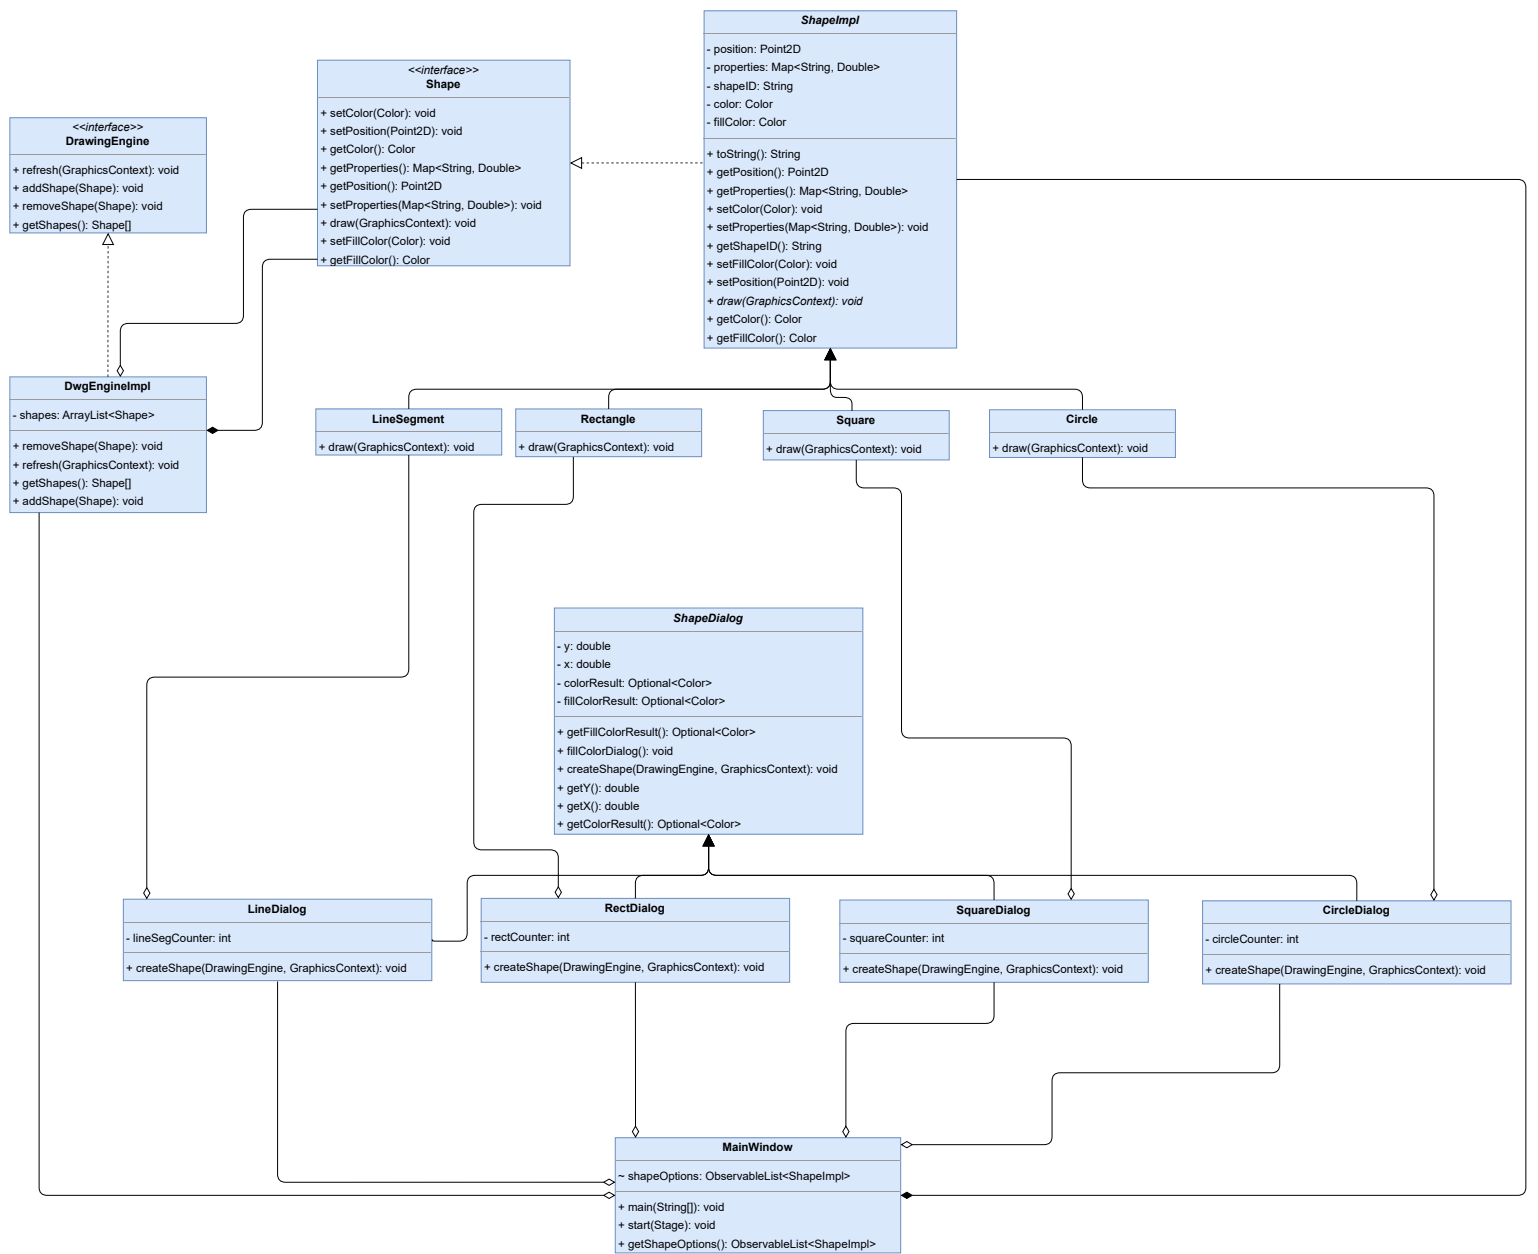 ShapeImpl
- position: Point2D
- properties: Map<String, Double>
- shapeID: String
- color: Color
- fillColor: Color
+ toString(): String
+ getPosition(): Point2D
+ getProperties(): Map<String, Double>
+ setColor(Color): void
+ setProperties(Map<String, Double>): void
+ getShapeID(): String
+ setFillColor(Color): void
+ setPosition(Point2D): void
+ draw(GraphicsContext): void
+ getColor(): Color
+ getFillColor(): Color
<<interface>>
Shape
+ setColor(Color): void
+ setPosition(Point2D): void
+ getColor(): Color
+ getProperties(): Map<String, Double>
+ getPosition(): Point2D
+ setProperties(Map<String, Double>): void
+ draw(GraphicsContext): void
+ setFillColor(Color): void
+ getFillColor(): Color
<<interface>>
DrawingEngine
+ refresh(GraphicsContext): void
+ addShape(Shape): void
+ removeShape(Shape): void
+ getShapes(): Shape[]
DwgEngineImpl
- shapes: ArrayList<Shape>
+ removeShape(Shape): void
+ refresh(GraphicsContext): void
+ getShapes(): Shape[]
+ addShape(Shape): void
LineSegment
+ draw(GraphicsContext): void
Rectangle
+ draw(GraphicsContext): void
Square
+ draw(GraphicsContext): void
Circle
+ draw(GraphicsContext): void
ShapeDialog
- y: double
- x: double
- colorResult: Optional<Color>
- fillColorResult: Optional<Color>
+ getFillColorResult(): Optional<Color>
+ fillColorDialog(): void
+ createShape(DrawingEngine, GraphicsContext): void
+ getY(): double
+ getX(): double
+ getColorResult(): Optional<Color>
LineDialog
- lineSegCounter: int
+ createShape(DrawingEngine, GraphicsContext): void
RectDialog
- rectCounter: int
+ createShape(DrawingEngine, GraphicsContext): void
SquareDialog
- squareCounter: int
+ createShape(DrawingEngine, GraphicsContext): void
CircleDialog
- circleCounter: int
+ createShape(DrawingEngine, GraphicsContext): void
MainWindow
~ shapeOptions: ObservableList<ShapeImpl>
+ main(String[]): void
+ start(Stage): void
+ getShapeOptions(): ObservableList<ShapeImpl>